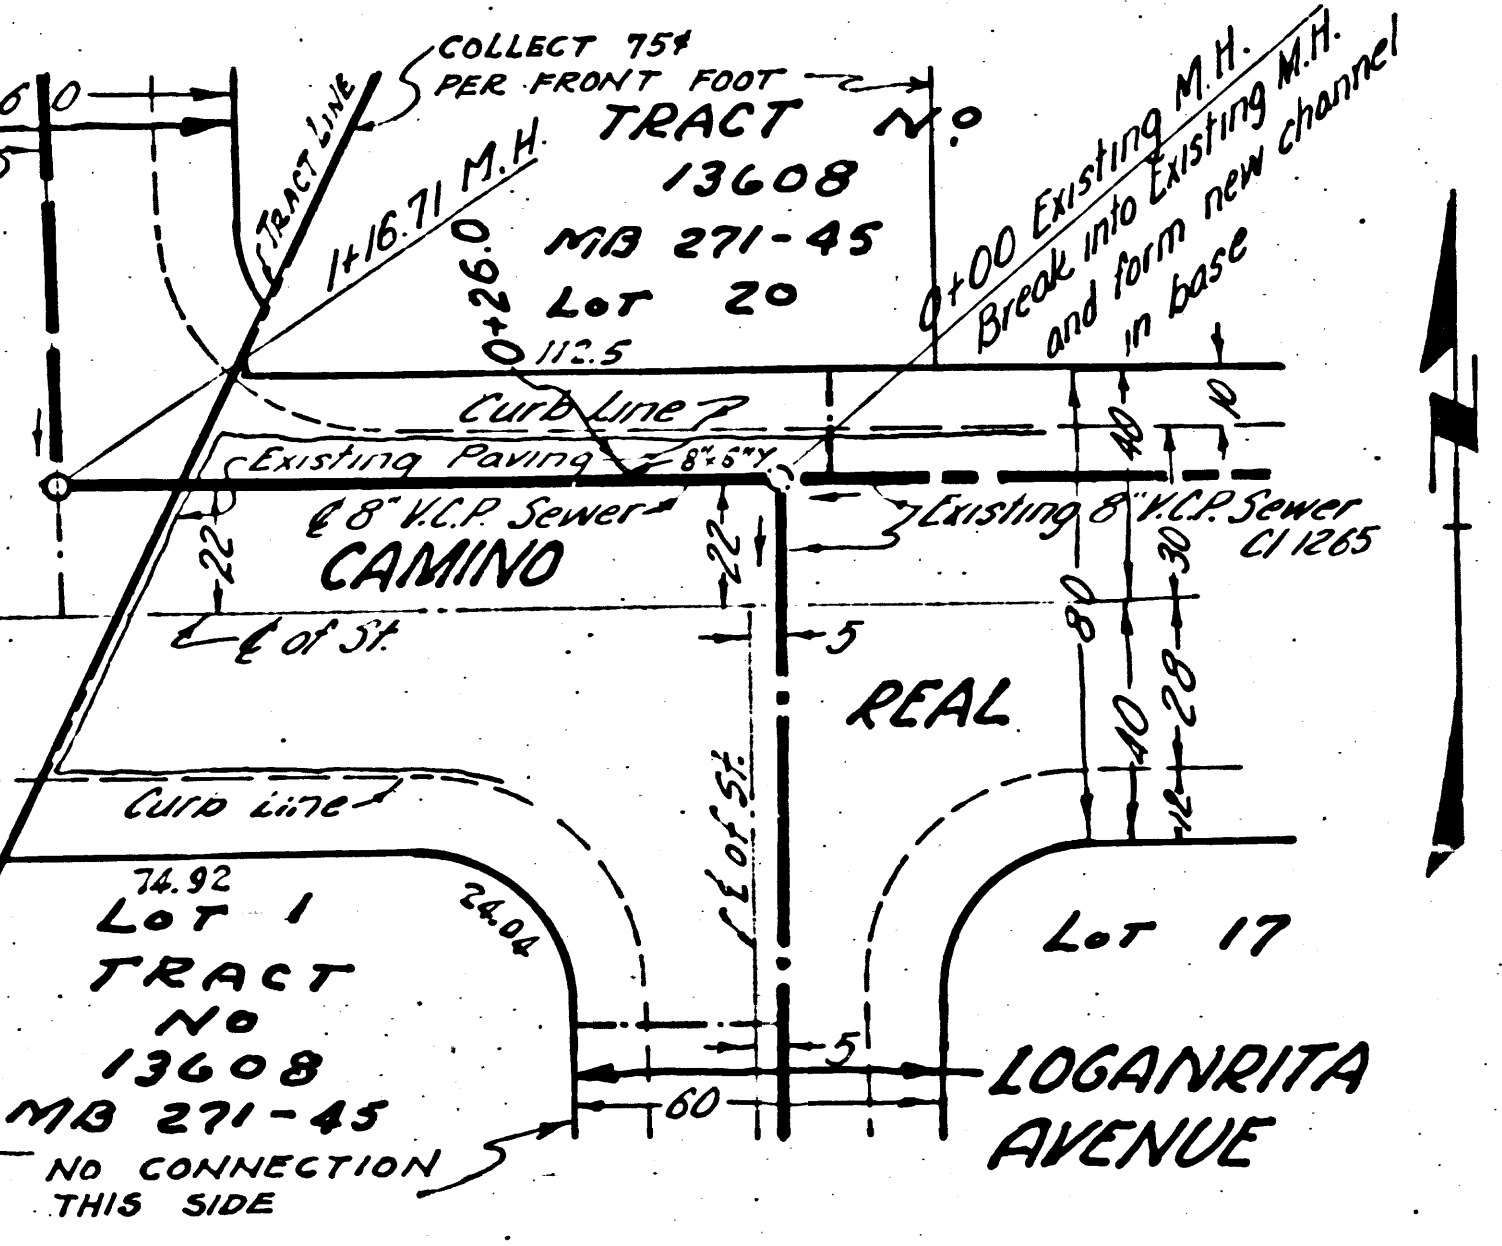 COLLECT 75¢
PER FRONT FOOT
TRACT No
13608
MB 271-45
LOT 20
112.5
60
TRACT LINE
1+16.71 M.H.
0+26.0
0+00 Existing M.H.
Break into Existing M.H.
and form new channel
in base
Curb Line
Existing Paving
8"x6"Y
℄ 8" V.C.P. Sewer
Existing 8" V.C.P. Sewer
CI 1265
CAMINO
REAL
22
22
℄ of St.
5
80
40
10
30
40
28
12
Curb Line
℄ of St.
74.92
24.04
LOT 1
TRACT
NO
13608
MB 271-45
NO CONNECTION
THIS SIDE
LOT 17
5
60
LOGANRITA
AVENUE